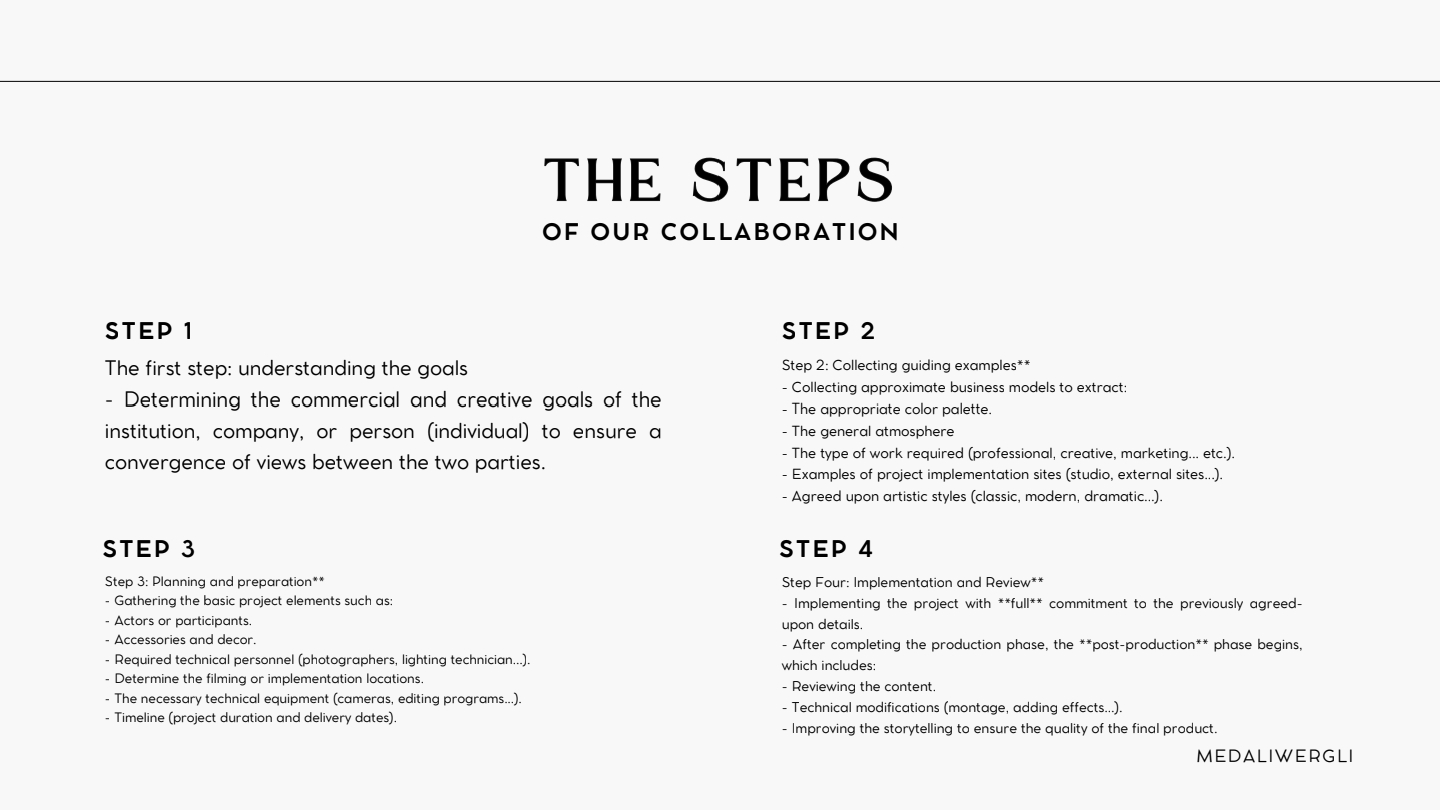 THE STEPS
OF OUR COLLABORATION
STEP 1
The first step: understanding the goals
- Determining the commercial and creative goals of the
institution, company, or person (individual) to ensure a
convergence of views between the two parties.
STEP 2
Step 2: Collecting guiding examples**
- Collecting approximate business models to extract:
- The appropriate color palette.
- The general atmosphere
- The type of work required (professional, creative, marketing... etc.).
- Examples of project implementation sites (studio, external sites...).
- Agreed upon artistic styles (classic, modern, dramatic...).
STEP 3
Step 3: Planning and preparation**
- Gathering the basic project elements such as:
- Actors or participants.
- Accessories and decor.
- Required technical personnel (photographers, lighting technician...).
- Determine the filming or implementation locations.
- The necessary technical equipment (cameras, editing programs...).
- Timeline (project duration and delivery dates).
STEP 4
Step Four: Implementation and Review**
- Implementing the project with **full** commitment to the previously agreed-
upon details.
- After completing the production phase, the **post-production** phase begins,
which includes:
- Reviewing the content.
- Technical modifications (montage, adding effects...).
- Improving the storytelling to ensure the quality of the final product.
MEDALIWERGLI